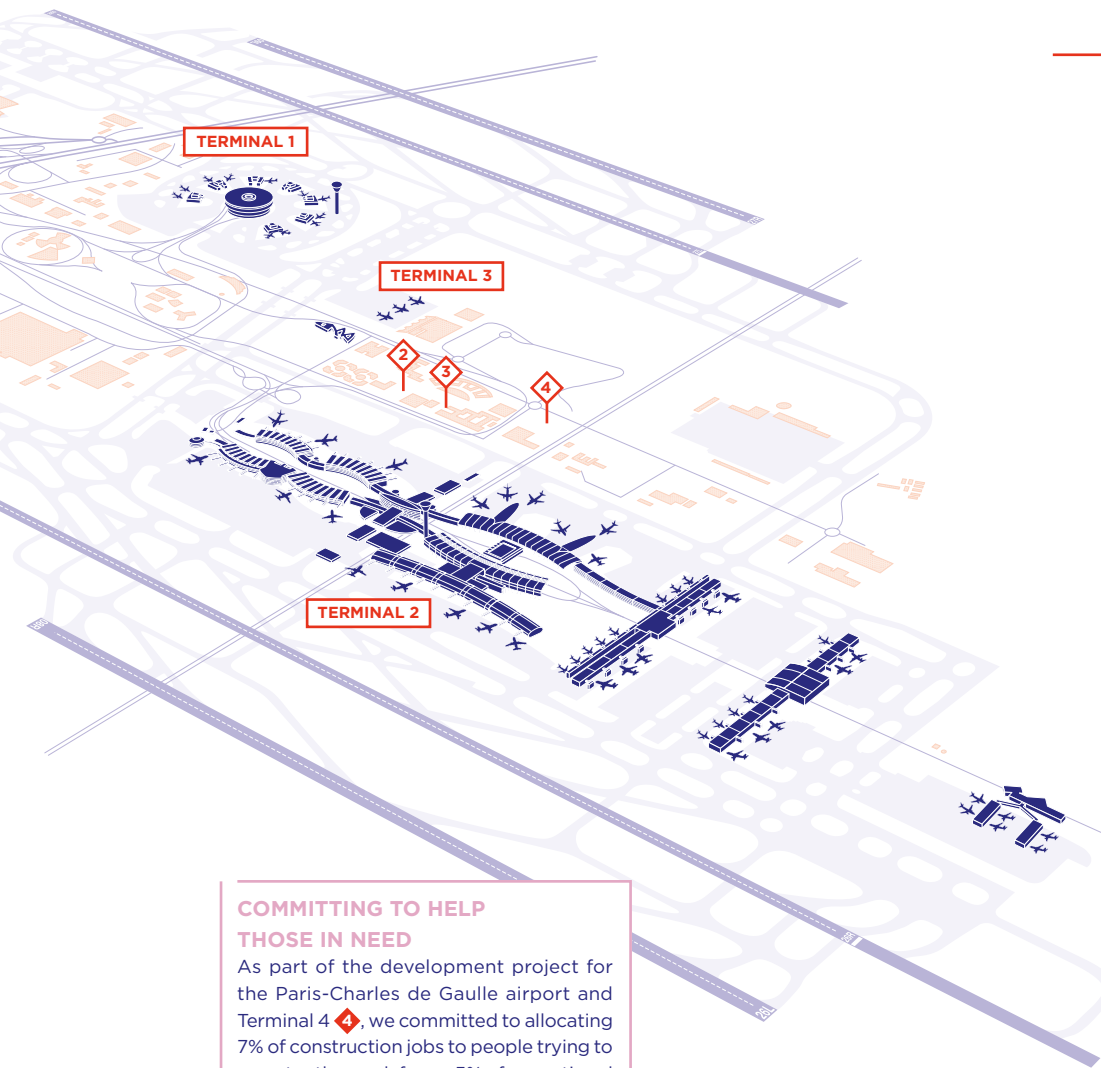 TERMINAL 1
TERMINAL 3
2
3
4
TERMINAL 2
26R
26L
COMMITTING TO HELP
THOSE IN NEED
As part of the development project for
the Paris-Charles de Gaulle airport and
Terminal 4 4, we committed to allocating
7% of construction jobs to people trying to